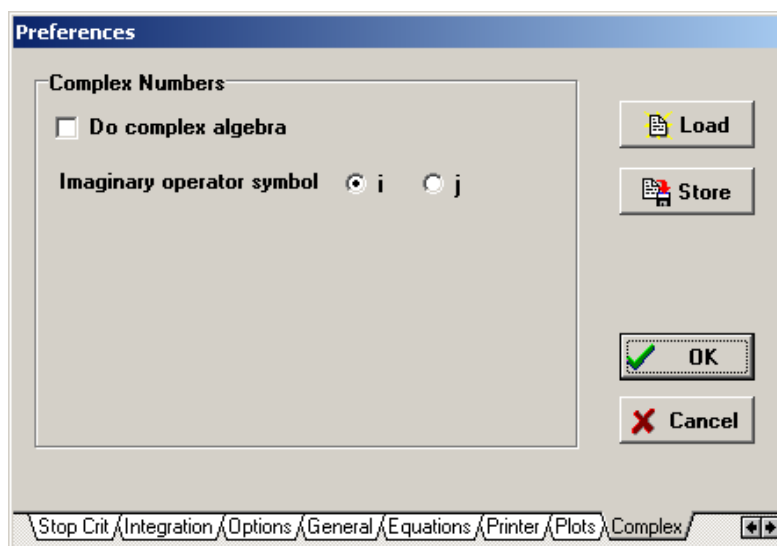 Preferences
Complex Numbers
Do complex algebra
Imaginary operator symbol i j
Load
Store
OK
Cancel
Stop Crit Integration Options General Equations Printer Plots Complex